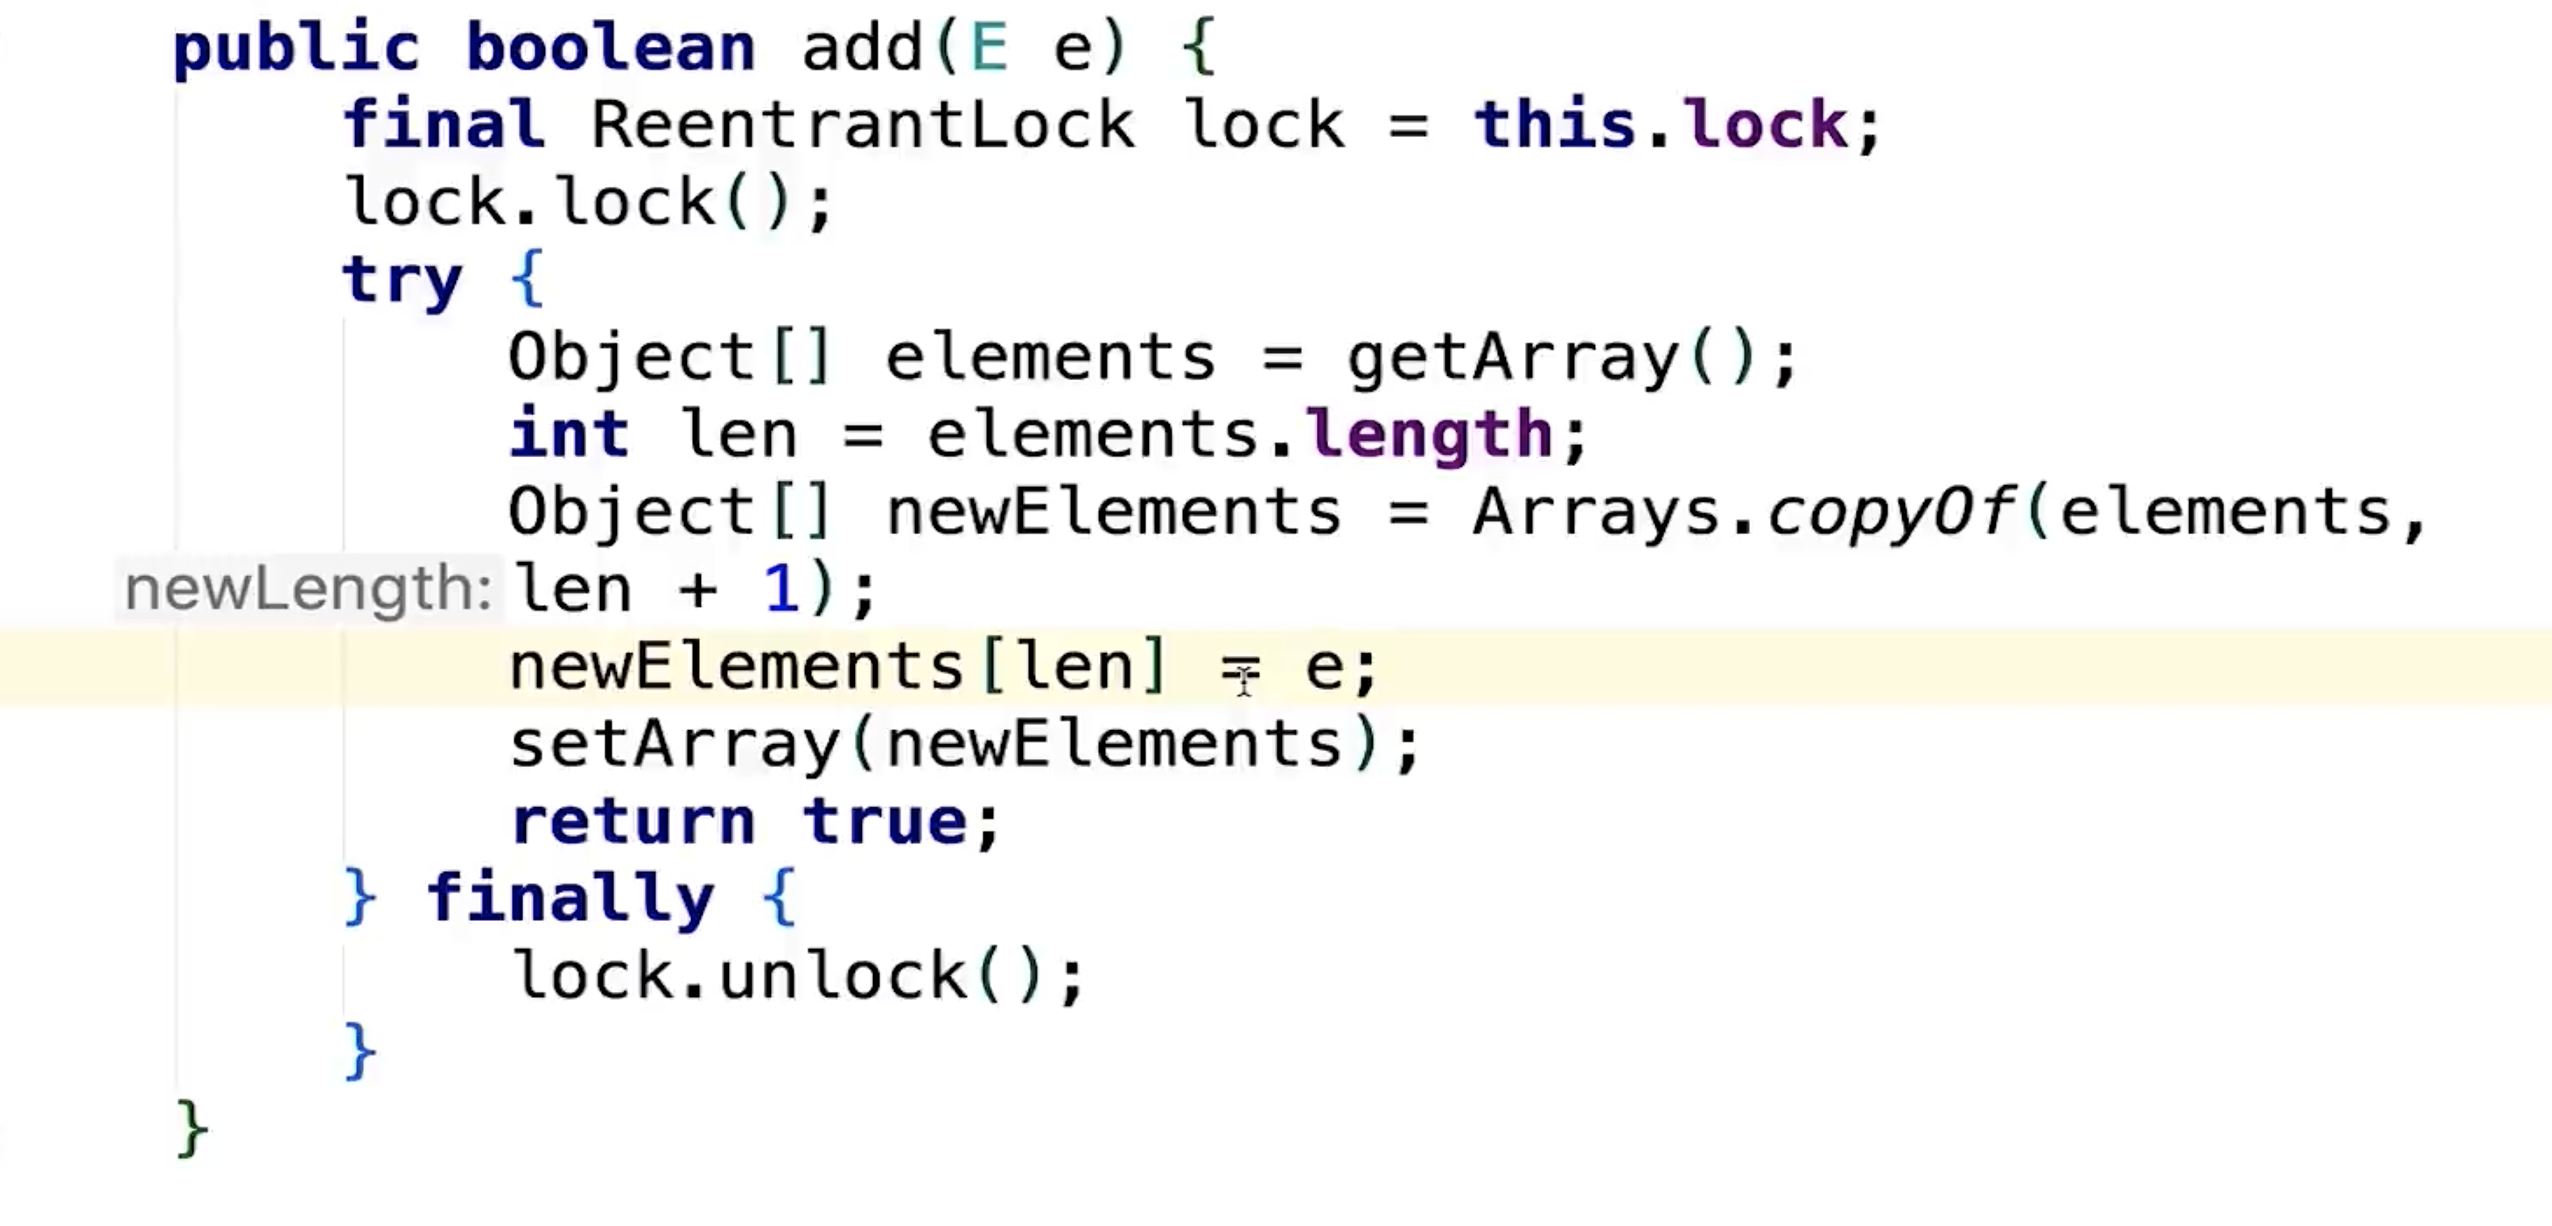 public boolean add(E e) {
final ReentrantLock lock = this.lock;
lock.lock();
try {
Object[] elements = getArray();
int len = elements.length;
Object[] newElements = Arrays.copyOf(elements,
newLength: len + 1);
newElements[len] = e;
setArray(newElements);
return true;
} finally {
lock.unlock();
}
}